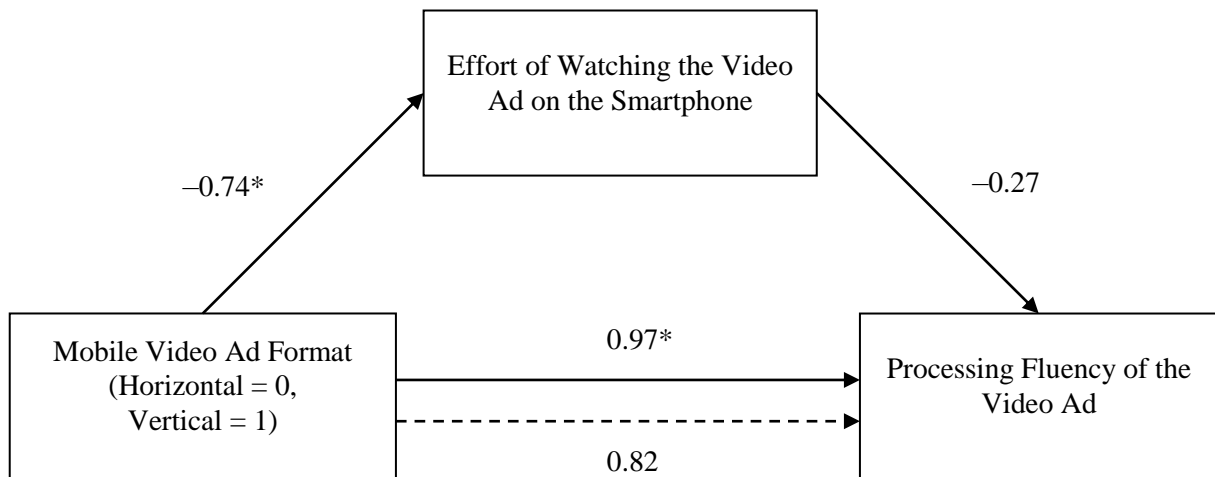 Effort of Watching the Video
Ad on the Smartphone
–0.74*
–0.27
Mobile Video Ad Format
(Horizontal = 0,
Vertical = 1)
0.97*
0.82
Processing Fluency of the
Video Ad